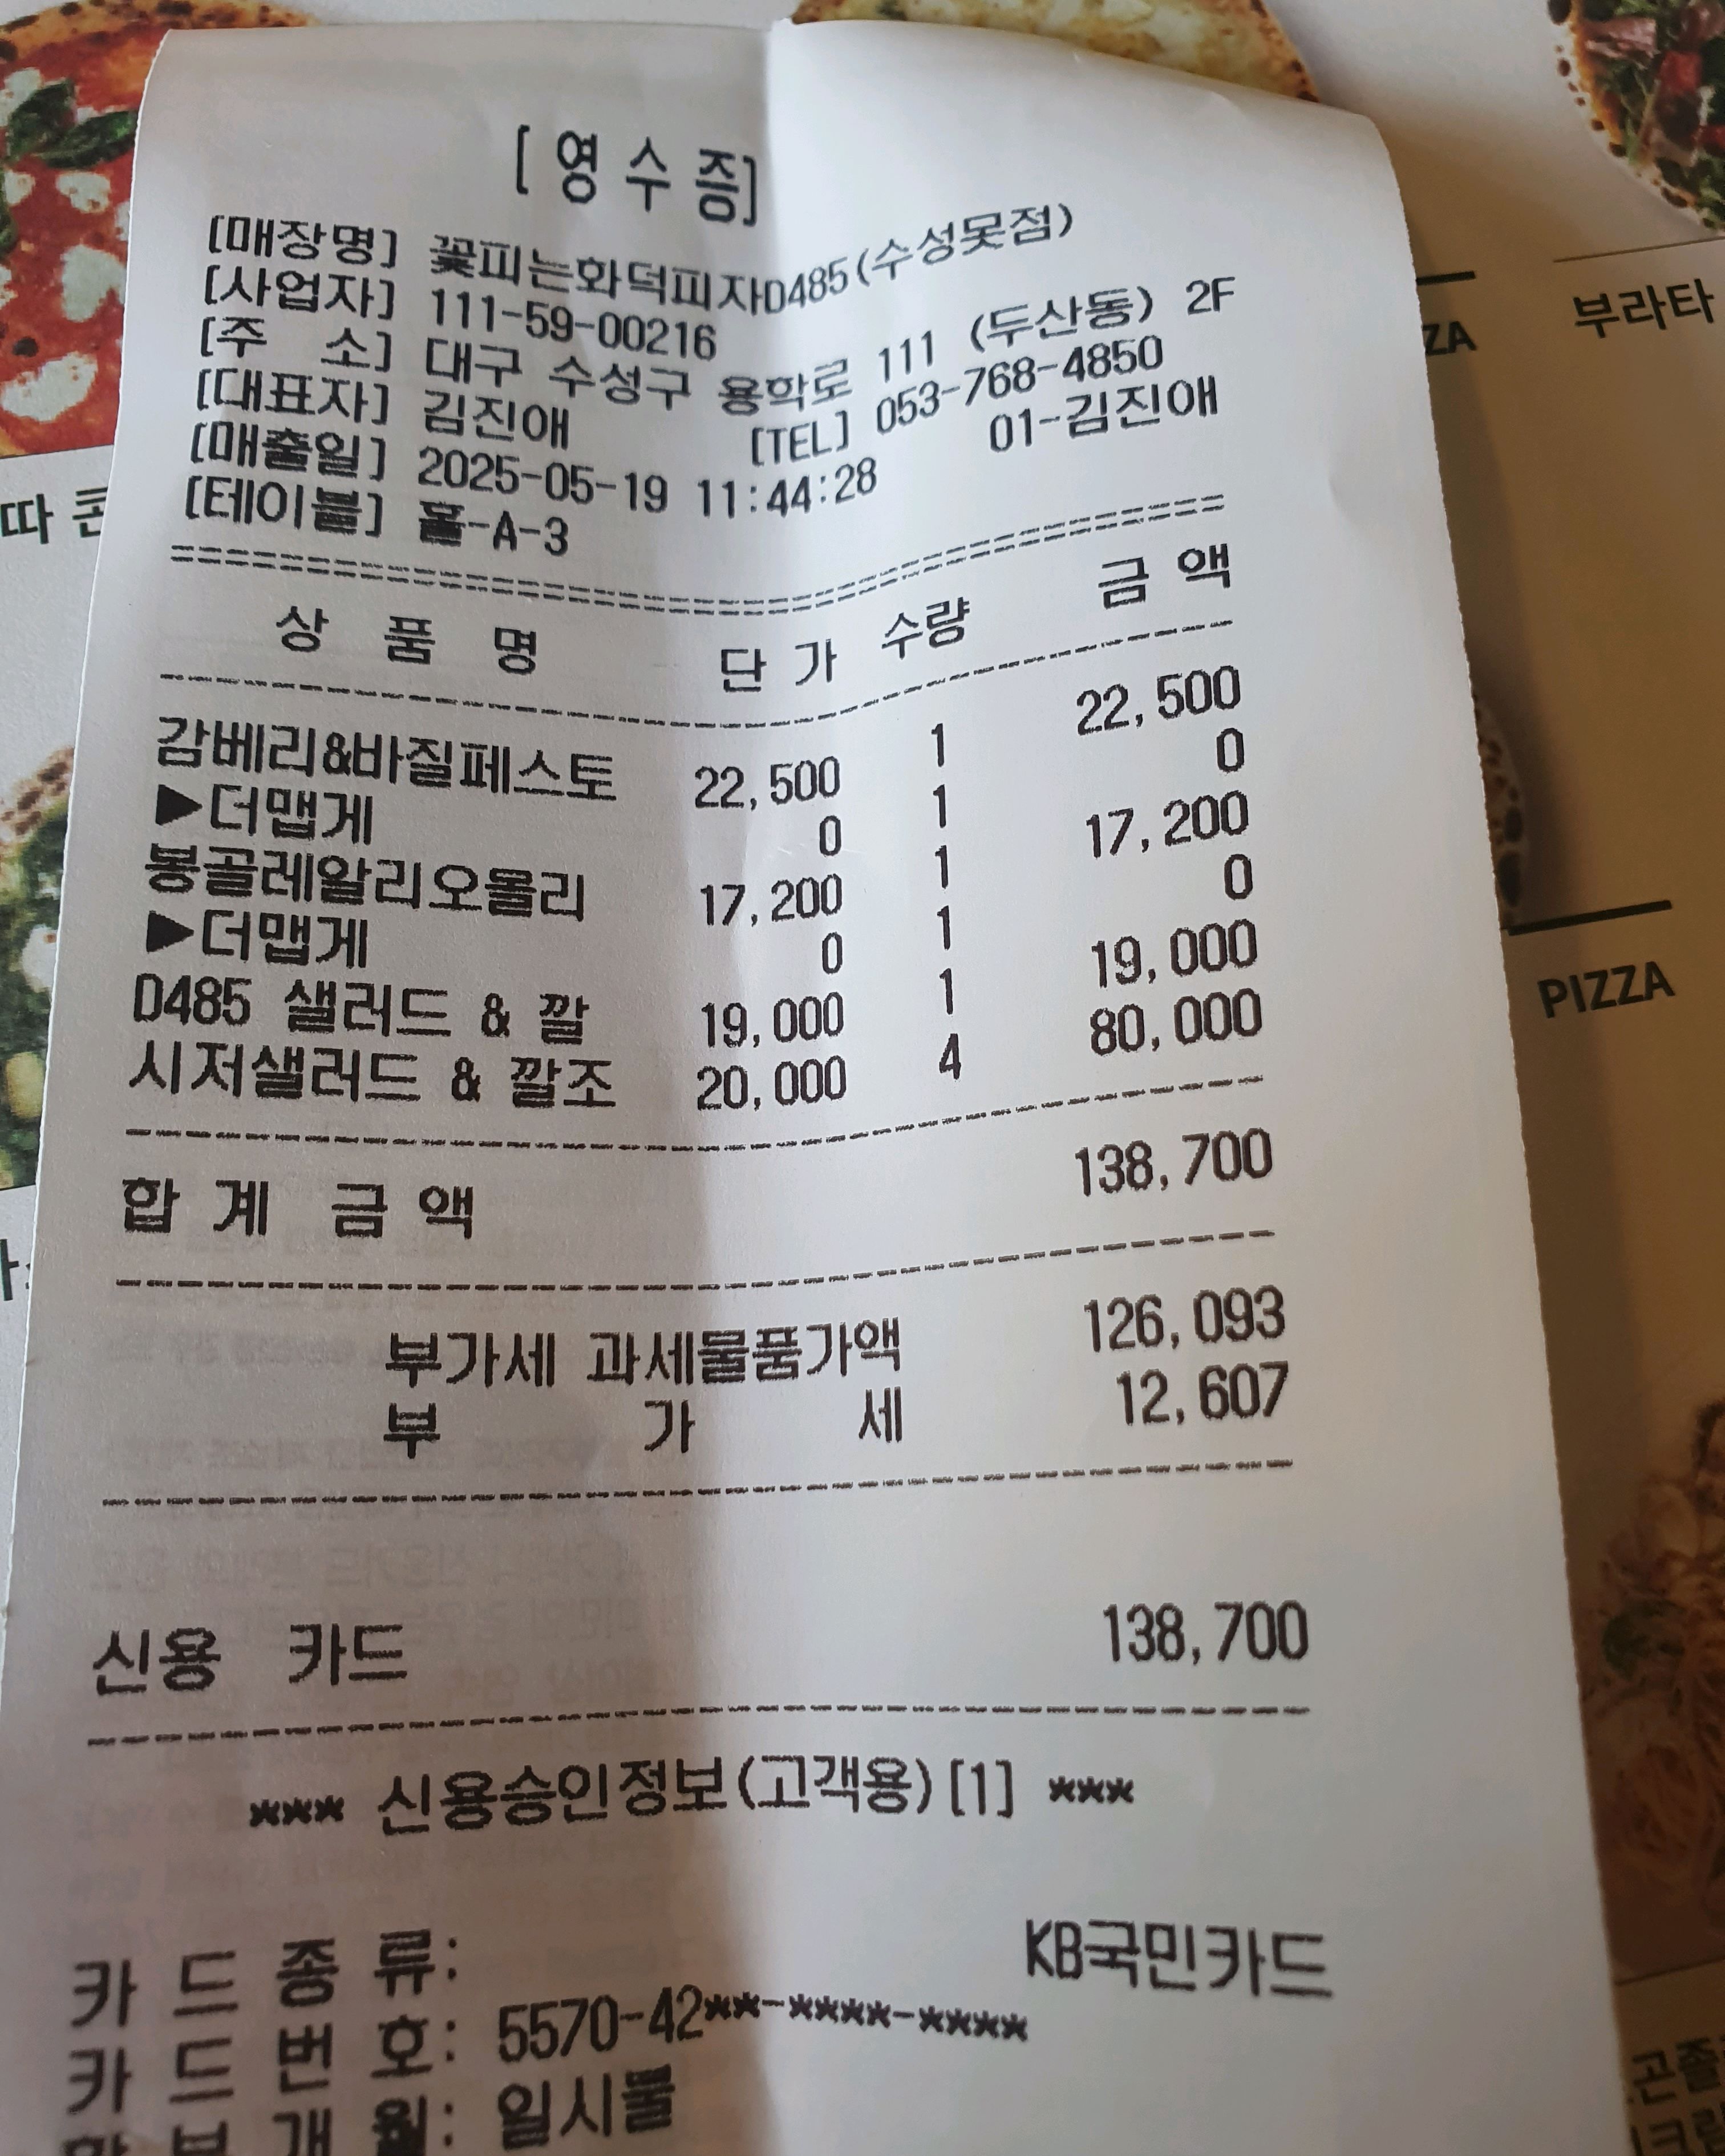 [ 영 수 증]
[매장명] 꽃피는화덕피자D485(수성못점)
[사업자] 111-59-00216
[주 소] 대구 수성구 용학로 111 (두산동) 2F
[대표자] 김진애 [TEL] 053-768-4850
[매출일] 2025-05-19 11:44:28 01-김진애
[테이블] 홀-A-3
상 품 명 단 가 수량 금 액
감베리&바질페스토 22,500 1 22,500
▶더맵게 0 1 0
봉골레알리오올리 17,200 1 17,200
▶더맵게 0 1 0
D485 샐러드 & 깔 19,000 1 19,000
시저샐러드 & 깔조 20,000 4 80,000
합 계 금 액 138,700
부가세 과세물품가액 126,093
부 가 세 12,607
신용 카드 138,700
*** 신용승인정보(고객용)[1] ***
카 드 종 류: KB국민카드
카 드 번 호: 5570-42**-****-****
할 부 개 월: 일시불
부라타
ZA
PIZZA